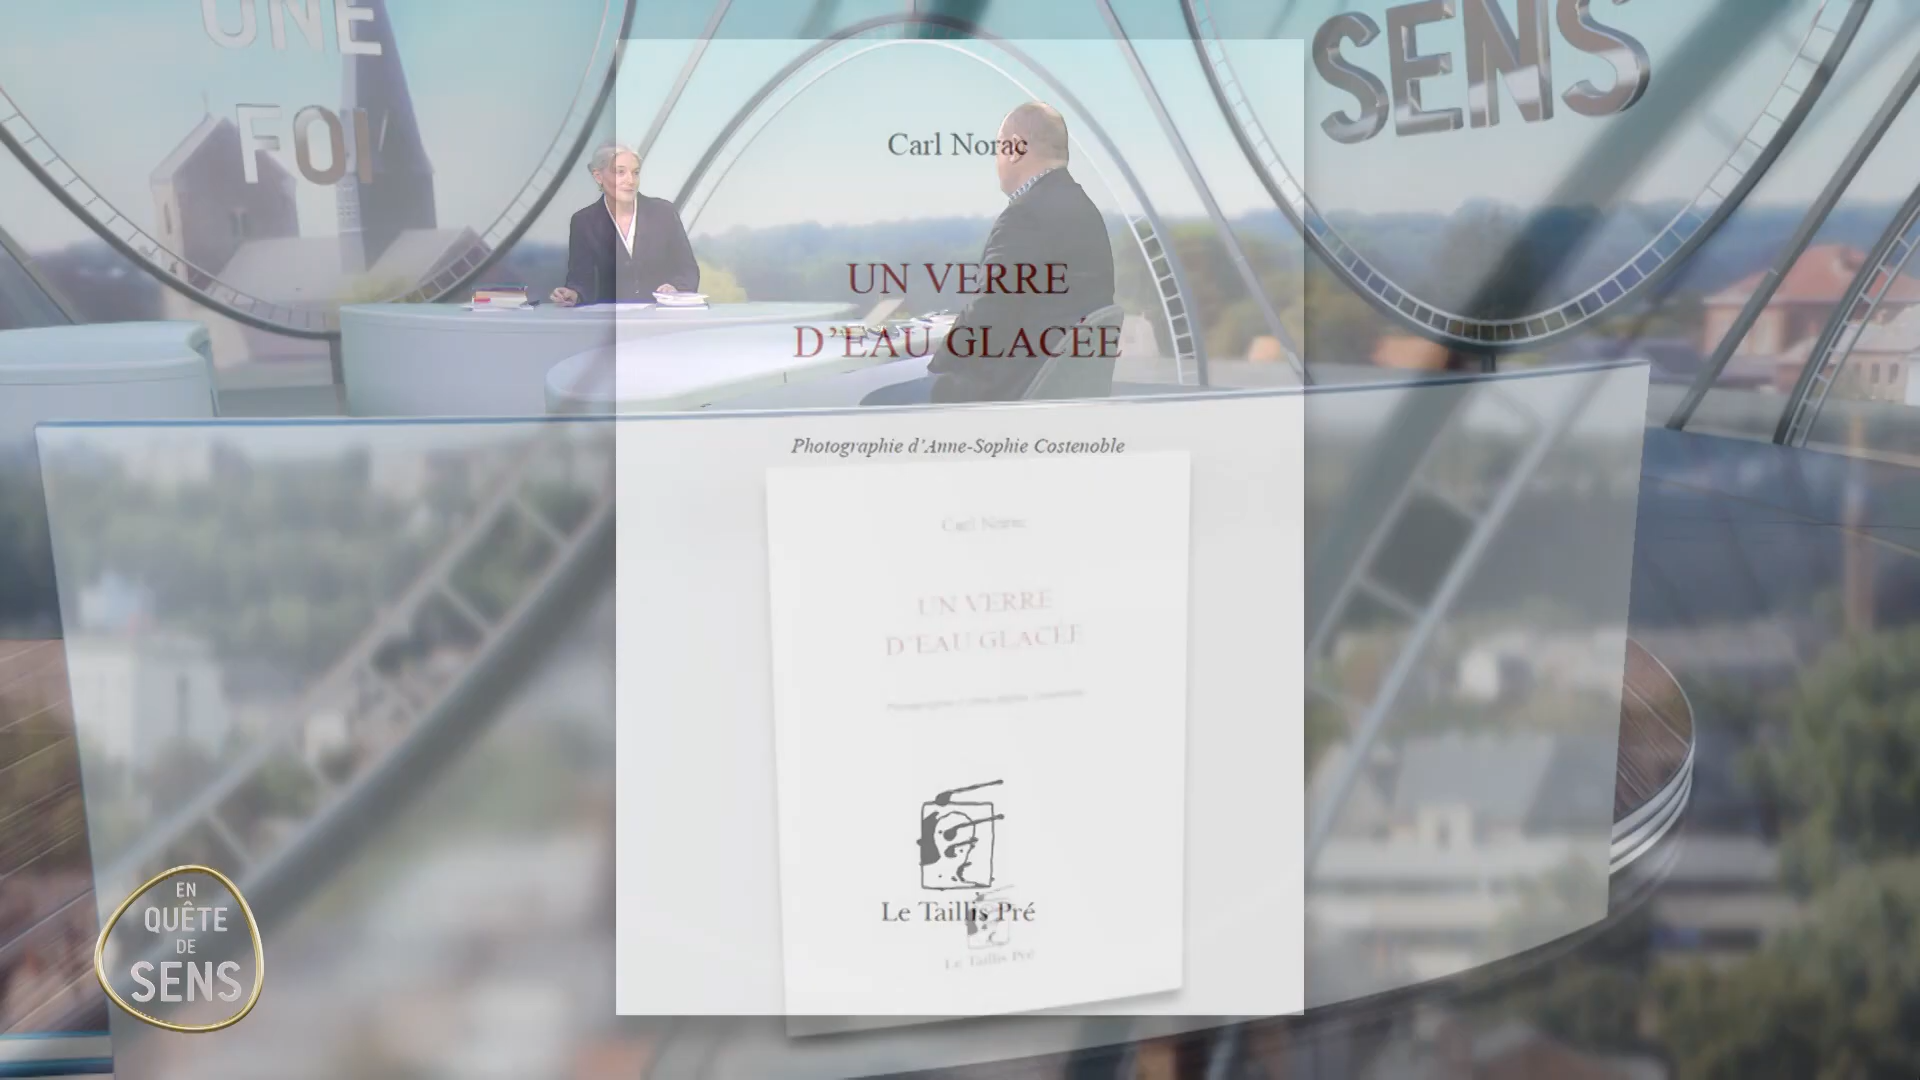 UNE
FOI
SENS
Carl Norac
UN VERRE
D'EAU GLACÉE
Photographie d'Anne-Sophie Costenoble
Carl Norac
UN VERRE
D'EAU GLACÉE
Le Taillis Pré
Le Taillis Pré
EN
QUÊTE
DE
SENS